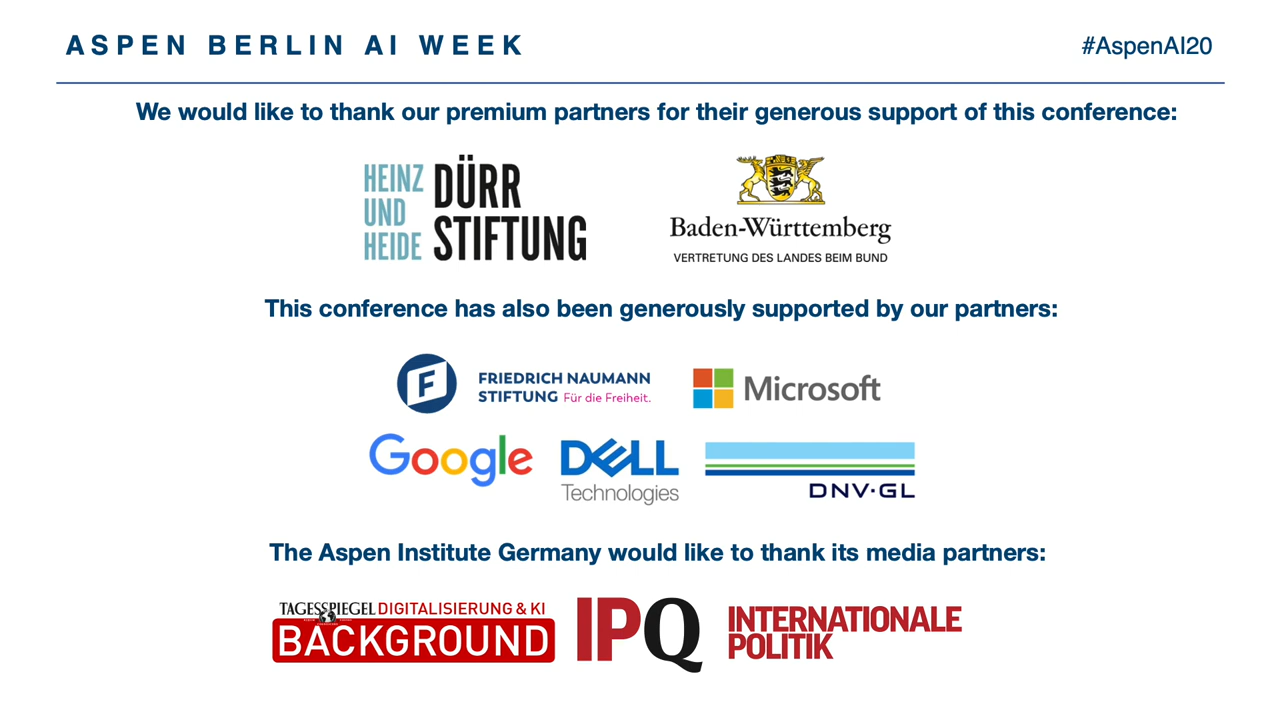 ASPEN BERLIN AI WEEK
#AspenAI20
We would like to thank our premium partners for their generous support of this conference:
HEINZ UND HEIDE
DÜRR STIFTUNG
Baden-Württemberg
VERTRETUNG DES LANDES BEIM BUND
This conference has also been generously supported by our partners:
F
FRIEDRICH NAUMANN
STIFTUNG Für die Freiheit.
Microsoft
Google
DELL
Technologies
DNV·GL
The Aspen Institute Germany would like to thank its media partners:
TAGESSPIEGEL DIGITALISIERUNG & KI
BACKGROUND
IPQ
INTERNATIONALE
POLITIK